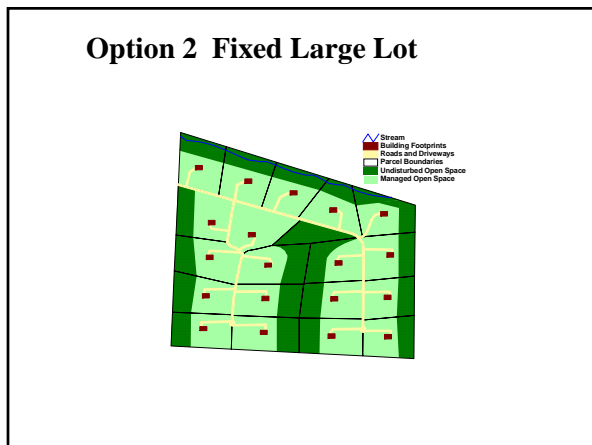 Option 2 Fixed Large Lot
Stream
Building Footprints
Roads and Driveways
Parcel Boundaries
Undisturbed Open Space
Managed Open Space